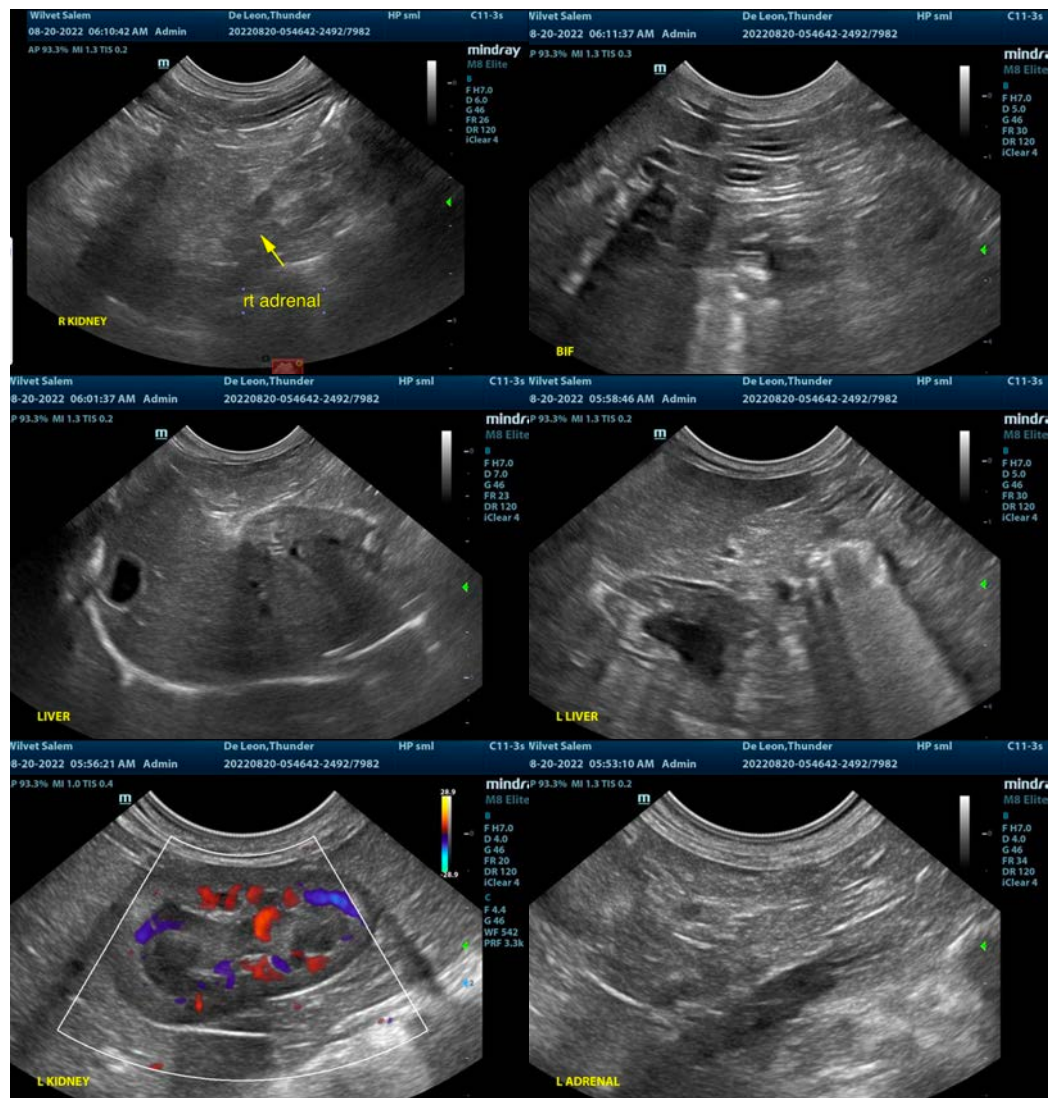 Wilvet Salem De Leon,Thunder HP sml C11-3s
08-20-2022 06:10:42 AM Admin 20220820-054642-2492/7982
AP 93.3% MI 1.3 TIS 0.2
mindray
M8 Elite
m
B
F H7.0
D 6.0
G 46
FR 26
DR 120
iClear 4
rt adrenal
R KIDNEY
Wilvet Salem De Leon,Thunder HP sml C11-3s
8-20-2022 06:11:37 AM Admin 20220820-054642-2492/7982
P 93.3% MI 1.3 TIS 0.3
mindray
M8 Elite
m
B
F H7.0
D 5.0
G 46
FR 30
DR 120
iClear 4
BIF
Wilvet Salem De Leon,Thunder HP sml C11-3s
8-20-2022 06:01:37 AM Admin 20220820-054642-2492/7982
P 93.3% MI 1.3 TIS 0.2
mindr
M8 Elite
m
B
F H7.0
D 7.0
G 46
FR 23
DR 120
iClear 4
LIVER
Wilvet Salem De Leon,Thunder HP sml C11-3s
8-20-2022 05:58:46 AM Admin 20220820-054642-2492/7982
P 93.3% MI 1.3 TIS 0.2
mindr
M8 Elite
m
B
F H7.0
D 5.0
G 46
FR 30
DR 120
iClear 4
L LIVER
Wilvet Salem De Leon,Thunder HP sml C11-3s
8-20-2022 05:56:21 AM Admin 20220820-054642-2492/7982
P 93.3% MI 1.0 TIS 0.4
28.9
-28.9
mindr
M8 Elite
m
B
F H7.0
D 4.0
G 46
FR 20
DR 120
iClear 4
C
F 4.4
G 46
WF 542
PRF 3.3k
2
L KIDNEY
Wilvet Salem De Leon,Thunder HP sml C11-3s
8-20-2022 05:53:10 AM Admin 20220820-054642-2492/7982
P 93.3% MI 1.3 TIS 0.2
mindr
M8 Elite
m
B
F H7.0
D 4.0
G 46
FR 34
DR 120
iClear 4
L ADRENAL